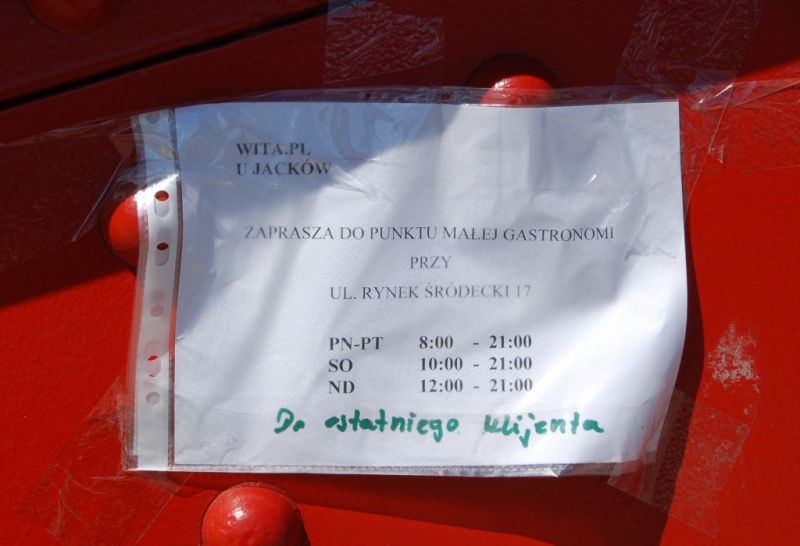 WITA.PL
U JACKÓW
ZAPRASZA DO PUNKTU MAŁEJ GASTRONOMI
PRZY
UL. RYNEK ŚRÓDECKI 17
PN-PT 8:00 - 21:00
SO 10:00 - 21:00
ND 12:00 - 21:00
Do ostatniego klijenta